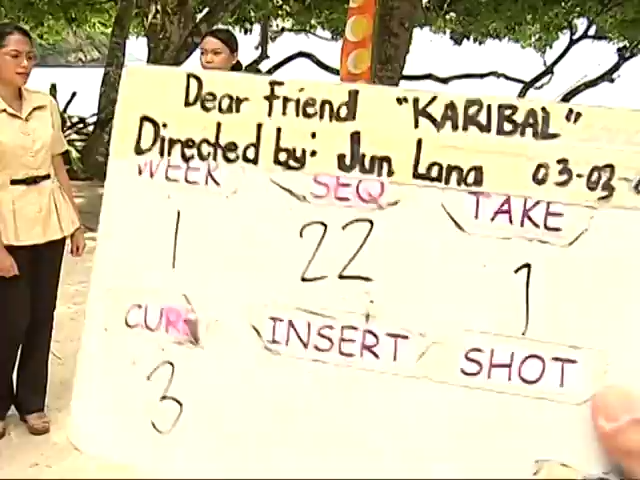 Dear Friend "KARIBAL"
Directed by: Jun Lana 03-03-
WEEK SEQ TAKE
1 22 1
INSERT SHOT
3